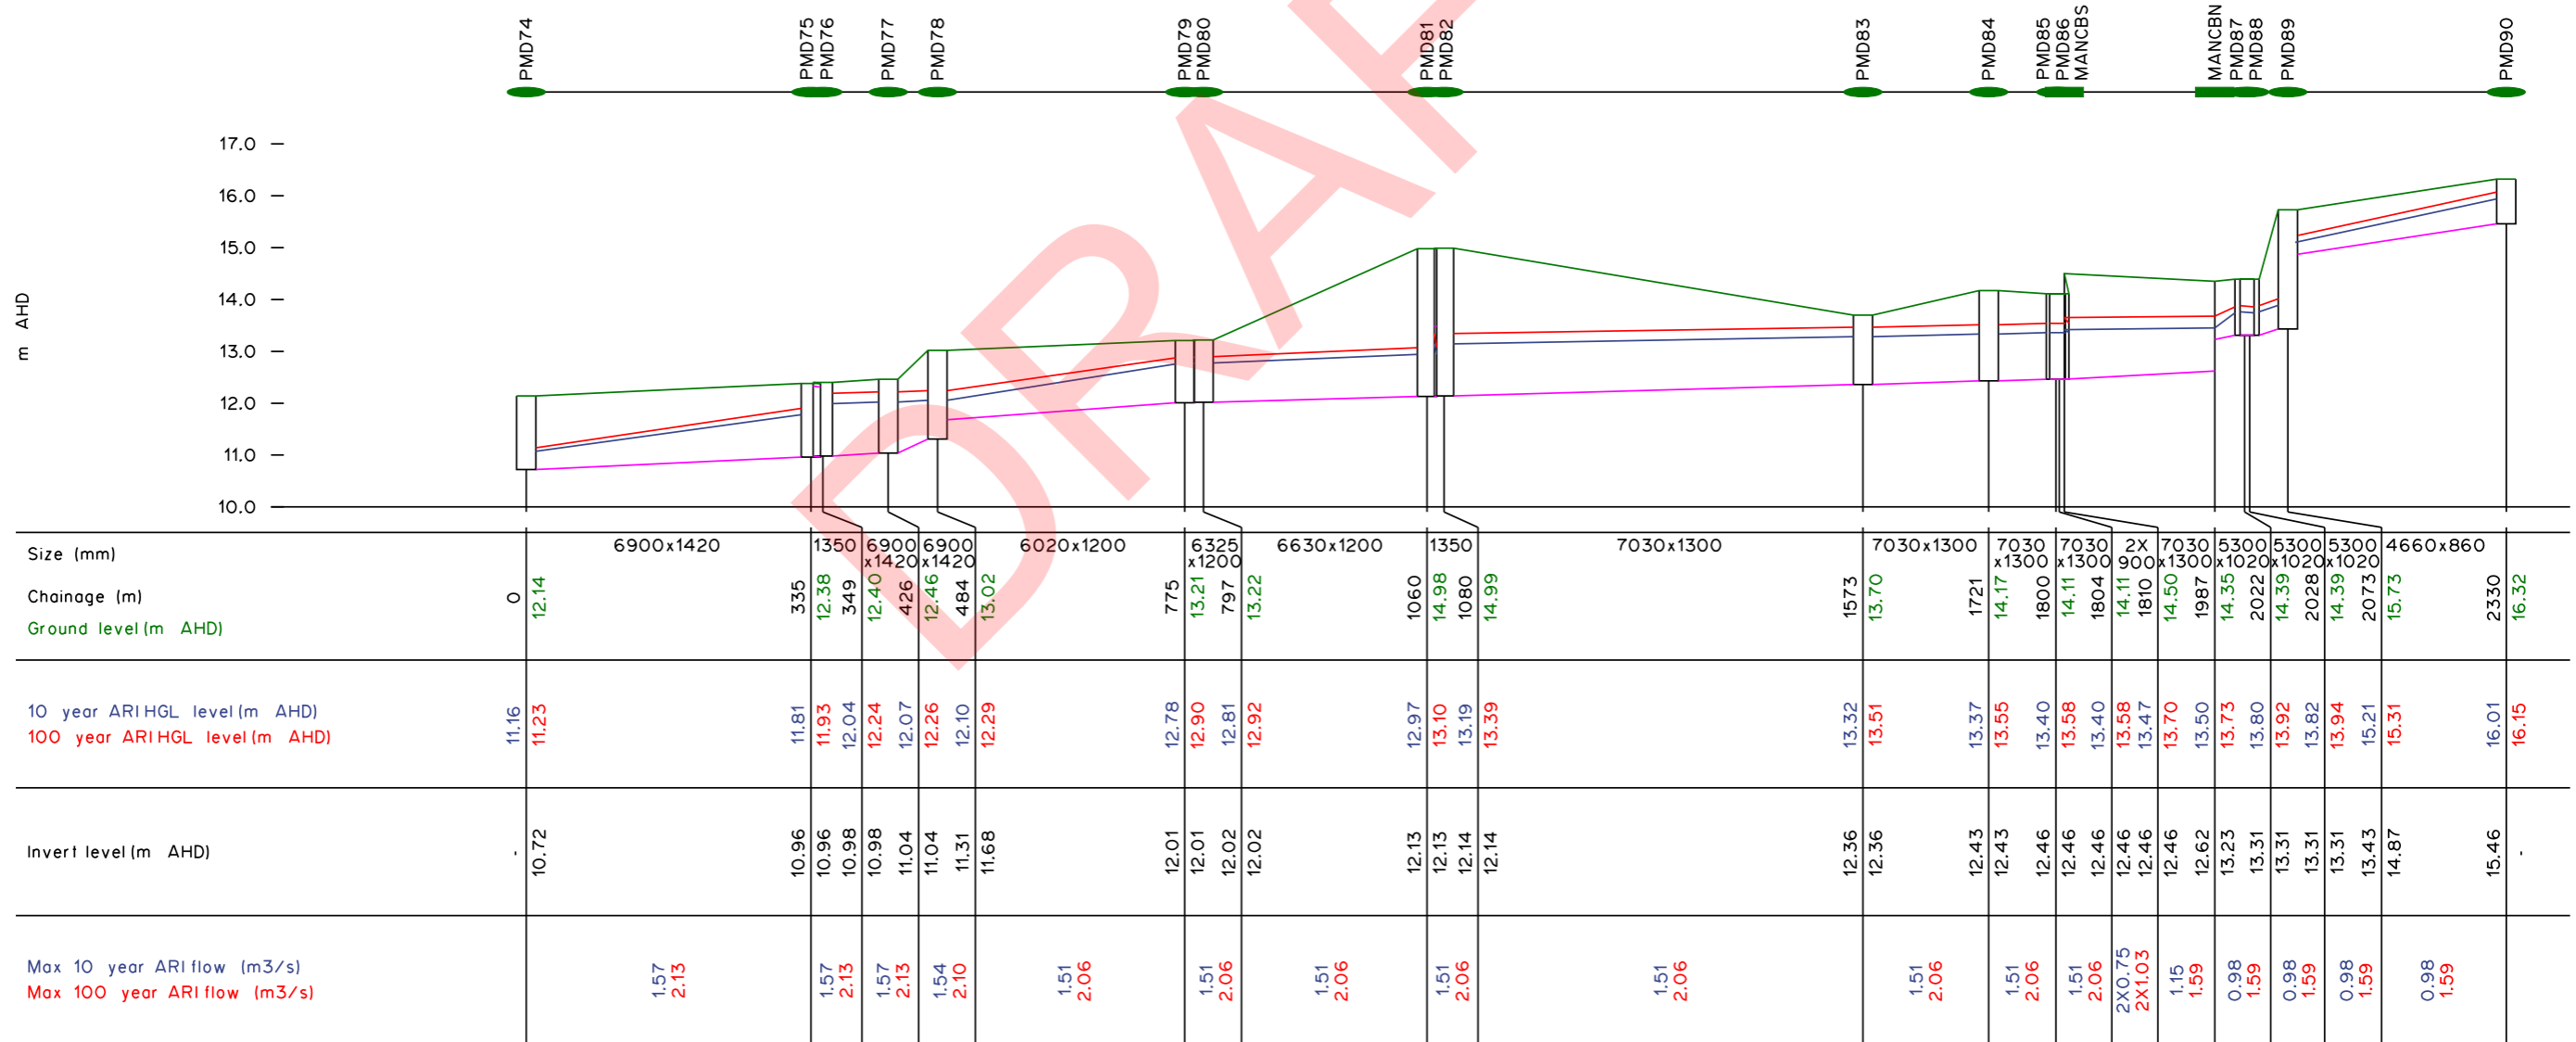 PMD74 PMD75 PMD76 PMD77 PMD78 PMD79 PMD80 PMD81 PMD82 PMD83 PMD84 PMD85 PMD86 MANCBS MANCBN PMD87 PMD88 PMD89 PMD90
DRAF
m AHD
17.0
16.0
15.0
14.0
13.0
12.0
11.0
10.0
Size (mm) 6900x1420 1350 6900 x1420 6900 x1420 6020x1200 6325 x1200 6630x1200 1350 7030x1300 7030x1300 7030 x1300 7030 x1300 2X 900 7030 x1300 5300 x1020 5300 x1020 5300 x1020 4660x860
Chainage (m) 0 335 349 426 484 775 797 1060 1080 1573 1721 1800 1804 1810 1987 2022 2028 2073 2330
Ground level(m AHD) 12.14 12.38 12.40 12.46 13.02 13.21 13.22 14.98 14.99 13.70 14.17 14.11 14.11 14.50 14.35 14.39 14.39 15.73 16.32
10 year ARI HGL level(m AHD) 11.16 11.81 12.04 12.07 12.10 12.78 12.81 12.97 13.19 13.32 13.37 13.40 13.40 13.47 13.50 13.80 13.82 15.21 16.01
100 year ARI HGL level(m AHD) 11.23 11.93 12.24 12.26 12.29 12.90 12.92 13.10 13.39 13.51 13.55 13.58 13.58 13.70 13.73 13.92 13.94 15.31 16.15
Invert level(m AHD) - 10.72 10.96 10.96 10.98 10.98 11.04 11.04 11.31 11.68 12.01 12.01 12.02 12.02 12.13 12.13 12.14 12.14 12.36 12.36 12.43 12.43 12.46 12.46 12.46 12.46 12.46 12.46 12.62 13.23 13.31 13.31 13.31 13.31 13.43 14.87 15.46 -
Max 10 year ARI flow (m3/s) 1.57 1.57 1.57 1.54 1.51 1.51 1.51 1.51 1.51 1.51 1.51 1.51 2X0.75 1.15 0.98 0.98 0.98 0.98
Max 100 year ARI flow (m3/s) 2.13 2.13 2.13 2.10 2.06 2.06 2.06 2.06 2.06 2.06 2.06 2.06 2X1.03 1.59 1.59 1.59 1.59 1.59